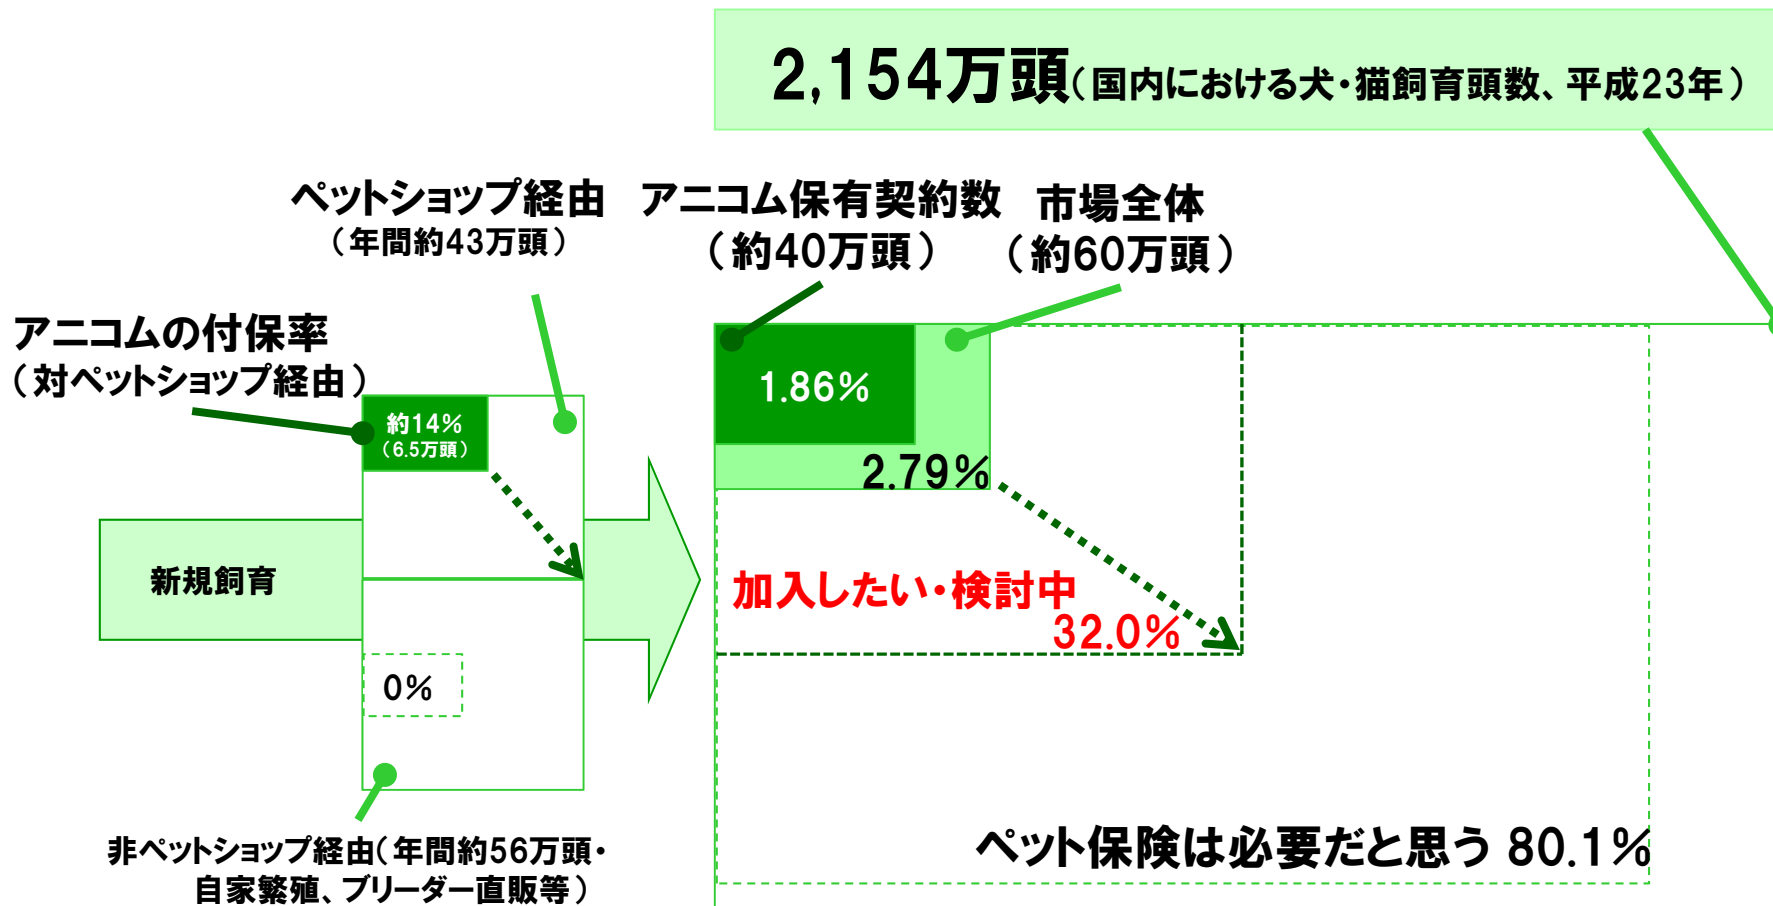 2,154万頭（国内における犬・猫飼育頭数、平成23年）
ペットショップ経由
（年間約43万頭）
アニコム保有契約数
（約40万頭）
市場全体
（約60万頭）
アニコムの付保率
（対ペットショップ経由）
約14%
（6.5万頭）
1.86%
2.79%
新規飼育
加入したい・検討中
32.0%
0%
ペット保険は必要だと思う 80.1%
非ペットショップ経由（年間約56万頭・
自家繁殖、ブリーダー直販等）